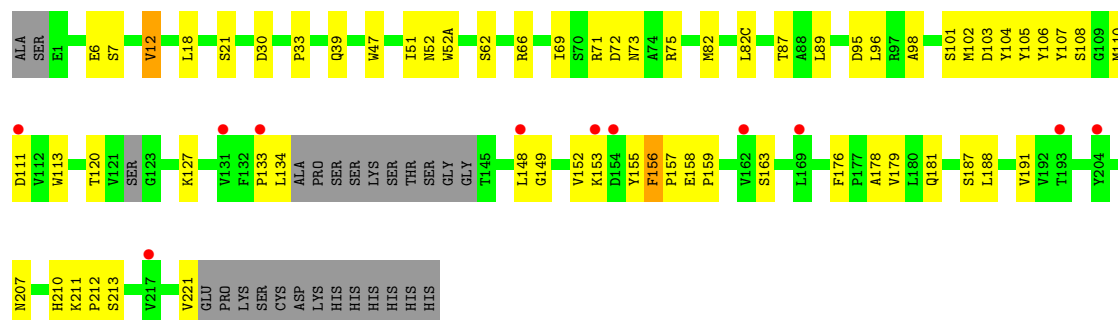 ALA SER E1 E6 S7 V12 L18 S21 D30 P33 Q39 W47 I51 N52 W52A S62 R66 I69 S70 R71 D72 N73 A74 R75 M82 L82C T87 A88 L89 D95 L96 R97 A98 S101 M102 D103 Y104 Y105 Y106 Y107 S108 G109 M110
D111 V112 W113 T120 V121 SER G123 K127 V131 F132 P133 L134 ALA PRO SER SER LYS SER THR SER GLY GLY T145 L148 G149 V152 K153 D154 Y155 F156 P157 E158 P159 V162 S163 L169 F176 P177 A178 V179 L180 Q181 S187 L188 V191 V192 T193 Y204
N207 H210 K211 P212 S213 V217 V221 GLU PRO LYS SER CYS ASP LYS HIS HIS HIS HIS HIS HIS